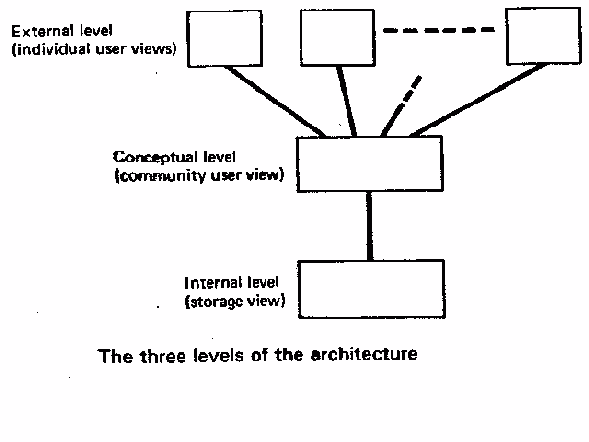 External level
(individual user views)
Conceptual level
(community user view)
Internal level
(storage view)
The three levels of the architecture